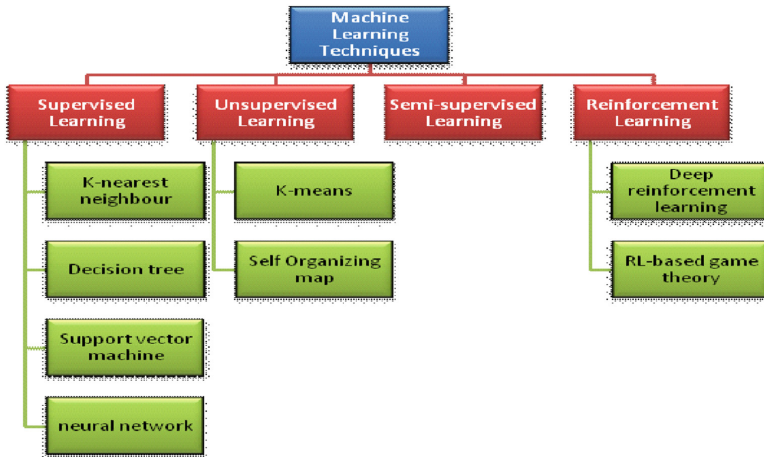 Machine
Learning
Techniques
Supervised
Learning
Unsupervised
Learning
Semi-supervised
Learning
Reinforcement
Learning
K-nearest
neighbour
K-means
Deep
reinforcement
learning
Decision tree
Self Organizing
map
RL-based game
theory
Support vector
machine
neural network